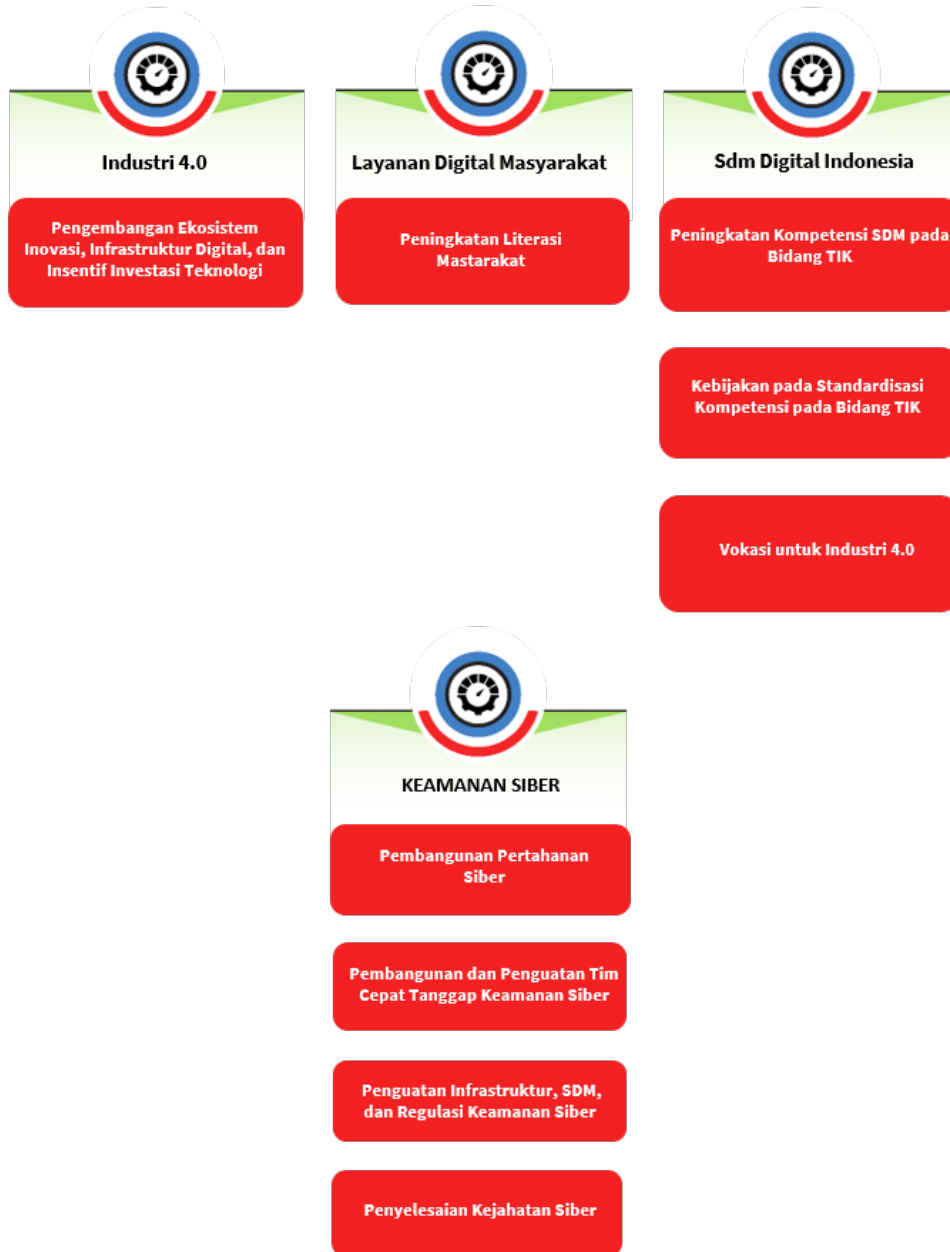 Industri 4.0
Pengembangan Ekosistem
Inovasi, Infrastruktur Digital, dan
Insentif Investasi Teknologi
Layanan Digital Masyarakat
Peningkatan Literasi
Mastarakat
Sdm Digital Indonesia
Peningkatan Kompetensi SDM pada
Bidang TIK
Kebijakan pada Standardisasi
Kompetensi pada Bidang TIK
Vokasi untuk Industri 4.0
KEAMANAN SIBER
Pembangunan Pertahanan
Siber
Pembangunan dan Penguatan Tim
Cepat Tanggap Keamanan Siber
Penguatan Infrastruktur, SDM,
dan Regulasi Keamanan Siber
Penyelesaian Kejahatan Siber